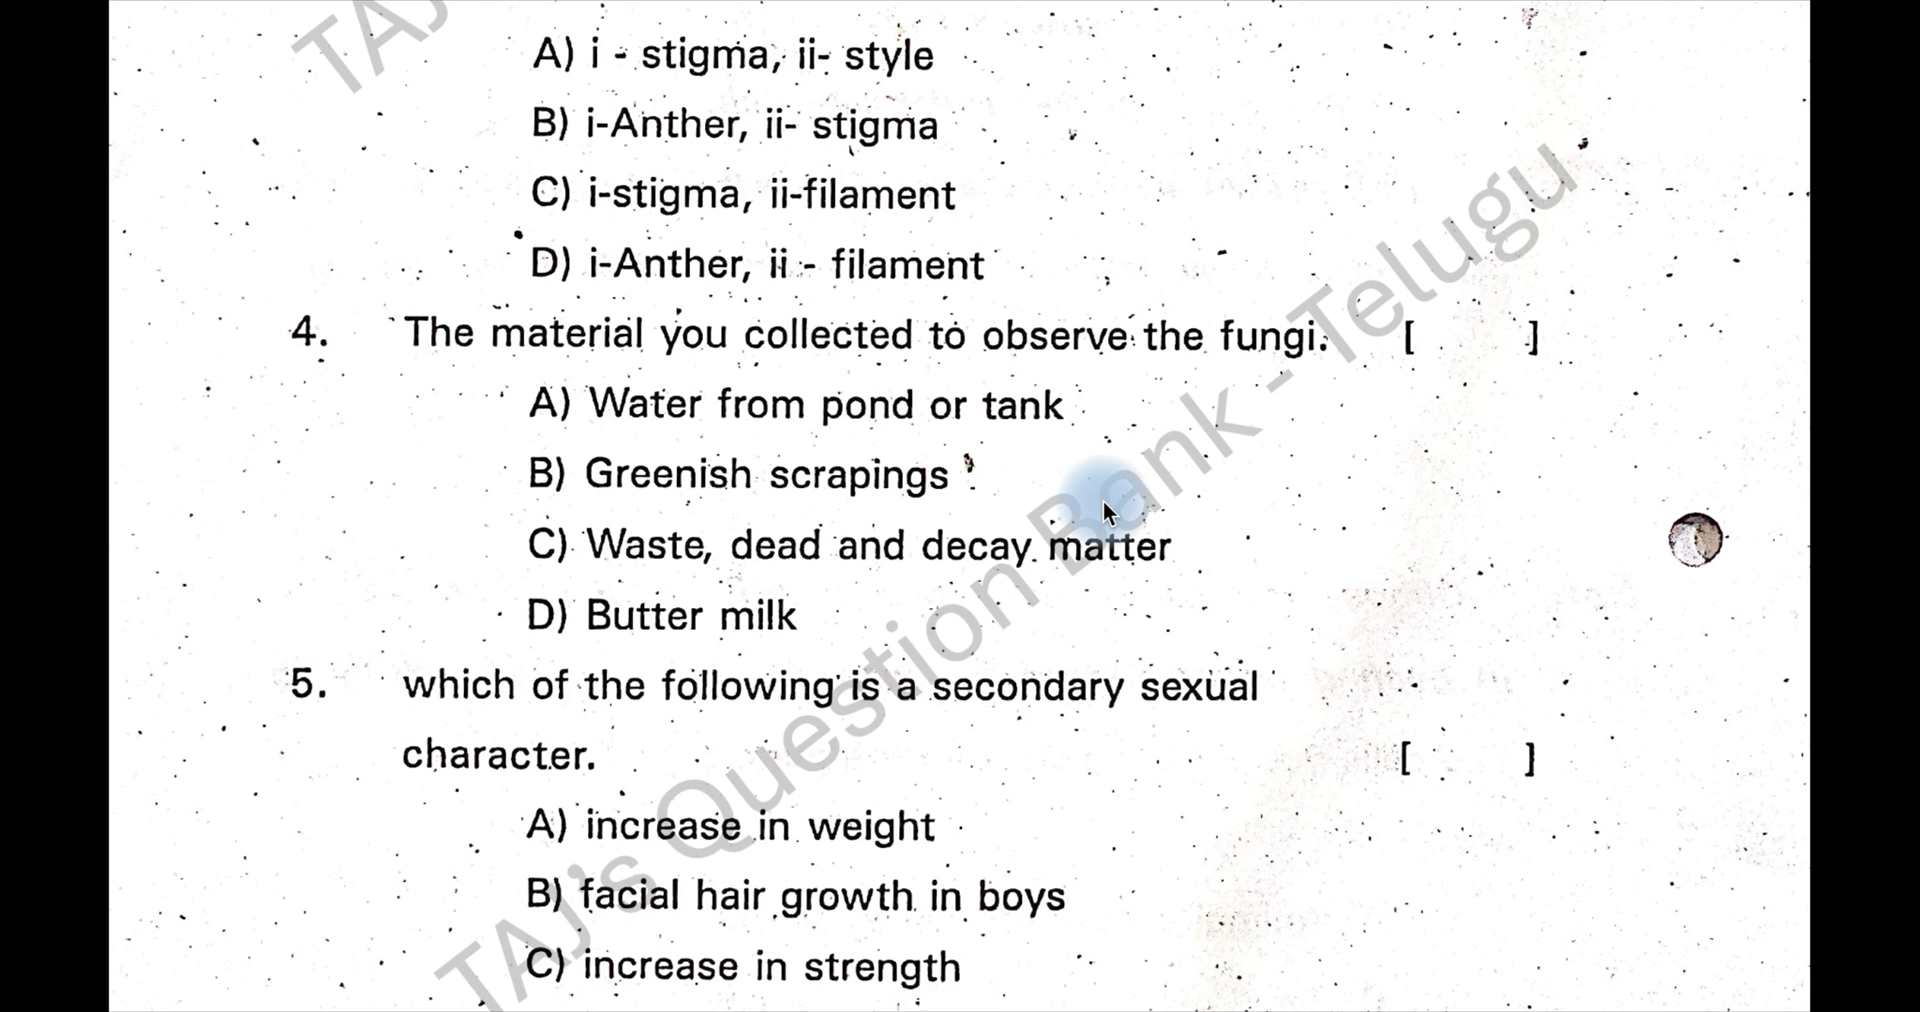 A) i - stigma, ii- style
B) i-Anther, ii- stigma
C) i-stigma, ii-filament
D) i-Anther, ii - filament
4. The material you collected to observe the fungi. [ ]
A) Water from pond or tank
B) Greenish scrapings
C) Waste, dead and decay matter
D) Butter milk
5. which of the following is a secondary sexual
character. [ ]
A) increase in weight
B) facial hair growth in boys
C) increase in strength
TAJ's Question Bank - Telugu
TAJ